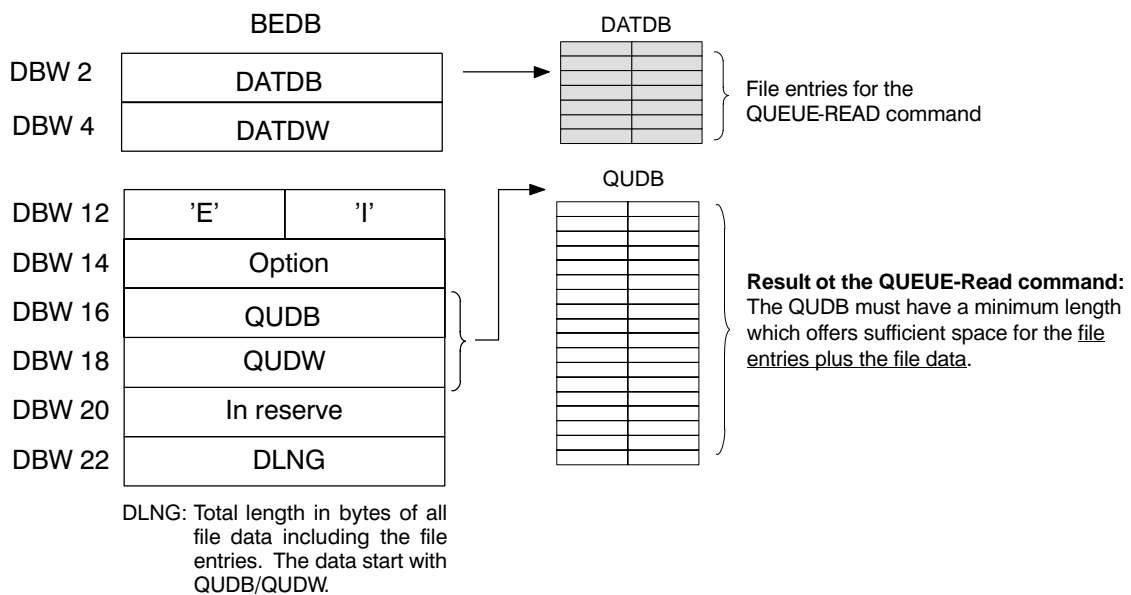 BEDB
DATDB
DBW 2
DATDB
DBW 4
DATDW
File entries for the
QUEUE-READ command
QUDB
DBW 12
’E’
’I’
DBW 14
Option
DBW 16
QUDB
DBW 18
QUDW
DBW 20
In reserve
DBW 22
DLNG
Result ot the QUEUE-Read command:
The QUDB must have a minimum length
which offers sufficient space for the file
entries plus the file data.
DLNG: Total length in bytes of all
file data including the file
entries. The data start with
QUDB/QUDW.